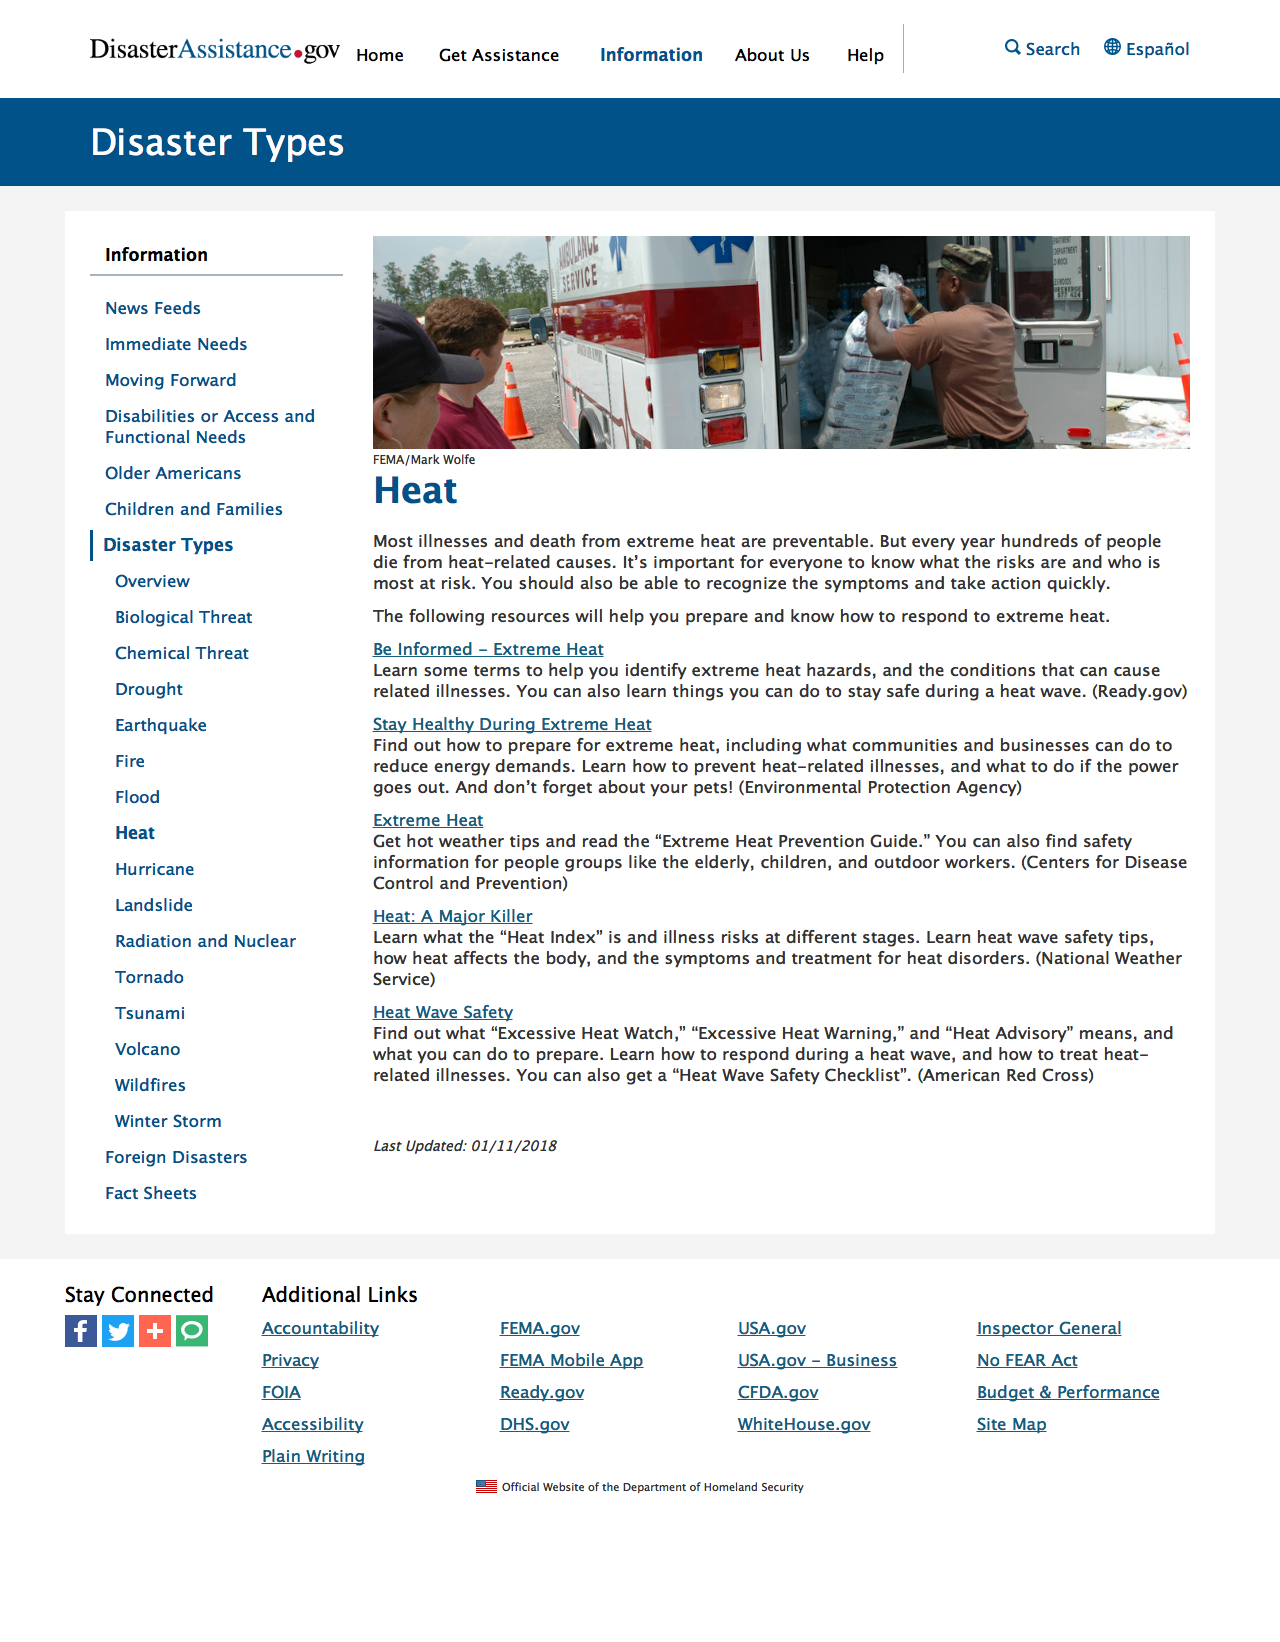 DisasterAssistance.gov Home Get Assistance Information About Us Help Search Español
Disaster Types
Information
News Feeds
Immediate Needs
Moving Forward
Disabilities or Access and
Functional Needs
Older Americans
Children and Families
Disaster Types
Overview
Biological Threat
Chemical Threat
Drought
Earthquake
Fire
Flood
Heat
Hurricane
Landslide
Radiation and Nuclear
Tornado
Tsunami
Volcano
Wildfires
Winter Storm
Foreign Disasters
Fact Sheets
AMBULANCE
SERVICE
FEMA/Mark Wolfe
Heat
Most illnesses and death from extreme heat are preventable. But every year hundreds of people
die from heat-related causes. It’s important for everyone to know what the risks are and who is
most at risk. You should also be able to recognize the symptoms and take action quickly.
The following resources will help you prepare and know how to respond to extreme heat.
Be Informed - Extreme Heat
Learn some terms to help you identify extreme heat hazards, and the conditions that can cause
related illnesses. You can also learn things you can do to stay safe during a heat wave. (Ready.gov)
Stay Healthy During Extreme Heat
Find out how to prepare for extreme heat, including what communities and businesses can do to
reduce energy demands. Learn how to prevent heat-related illnesses, and what to do if the power
goes out. And don’t forget about your pets! (Environmental Protection Agency)
Extreme Heat
Get hot weather tips and read the “Extreme Heat Prevention Guide.” You can also find safety
information for people groups like the elderly, children, and outdoor workers. (Centers for Disease
Control and Prevention)
Heat: A Major Killer
Learn what the “Heat Index” is and illness risks at different stages. Learn heat wave safety tips,
how heat affects the body, and the symptoms and treatment for heat disorders. (National Weather
Service)
Heat Wave Safety
Find out what “Excessive Heat Watch,” “Excessive Heat Warning,” and “Heat Advisory” means, and
what you can do to prepare. Learn how to respond during a heat wave, and how to treat heat-
related illnesses. You can also get a “Heat Wave Safety Checklist”. (American Red Cross)
Last Updated: 01/11/2018
Stay Connected
Additional Links
Accountability FEMA.gov USA.gov Inspector General
Privacy FEMA Mobile App USA.gov - Business No FEAR Act
FOIA Ready.gov CFDA.gov Budget & Performance
Accessibility DHS.gov WhiteHouse.gov Site Map
Plain Writing
Official Website of the Department of Homeland Security